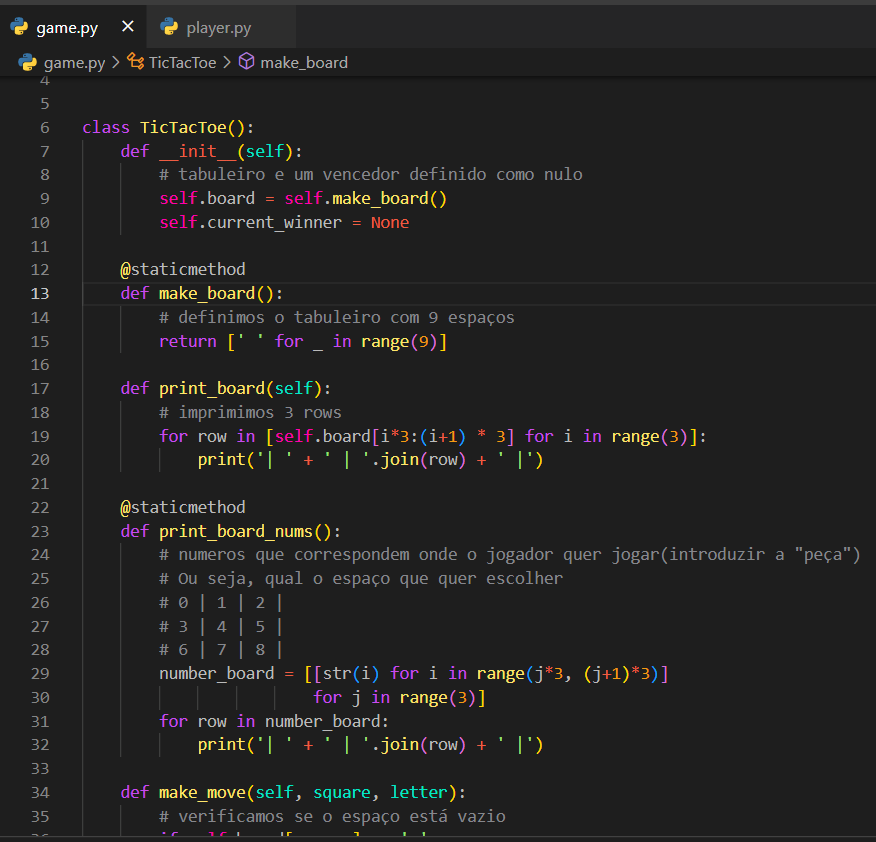 game.py × player.py
game.py > TicTacToe > make_board
4
5
6 class TicTacToe():
7     def __init__(self):
8         # tabuleiro e um vencedor definido como nulo
9         self.board = self.make_board()
10         self.current_winner = None
11
12     @staticmethod
13     def make_board():
14         # definimos o tabuleiro com 9 espaços
15         return [' ' for _ in range(9)]
16
17     def print_board(self):
18         # imprimimos 3 rows
19         for row in [self.board[i*3:(i+1) * 3] for i in range(3)]:
20             print('| ' + ' | '.join(row) + ' |')
21
22     @staticmethod
23     def print_board_nums():
24         # numeros que correspondem onde o jogador quer jogar(introduzir a "peça")
25         # Ou seja, qual o espaço que quer escolher
26         # 0 | 1 | 2 |
27         # 3 | 4 | 5 |
28         # 6 | 7 | 8 |
29         number_board = [[str(i) for i in range(j*3, (j+1)*3)]
30                         for j in range(3)]
31         for row in number_board:
32             print('| ' + ' | '.join(row) + ' |')
33
34     def make_move(self, square, letter):
35         # verificamos se o espaço está vazio